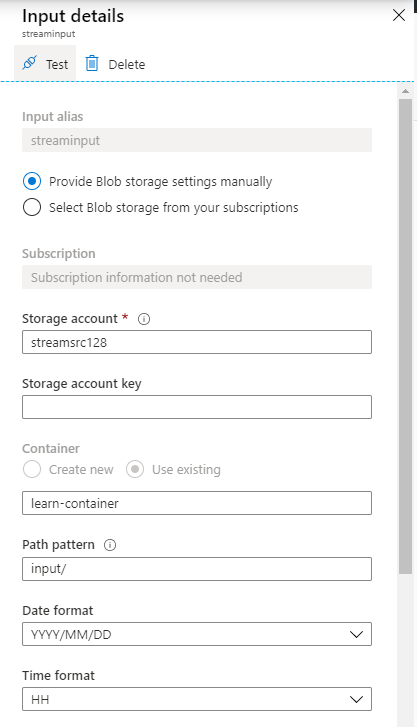 Input details
streaminput
Test
Delete
Input alias
streaminput
Provide Blob storage settings manually
Select Blob storage from your subscriptions
Subscription
Subscription information not needed
Storage account *
streamsrc128
Storage account key
Container
Create new
Use existing
learn-container
Path pattern
input/
Date format
YYYY/MM/DD
Time format
HH